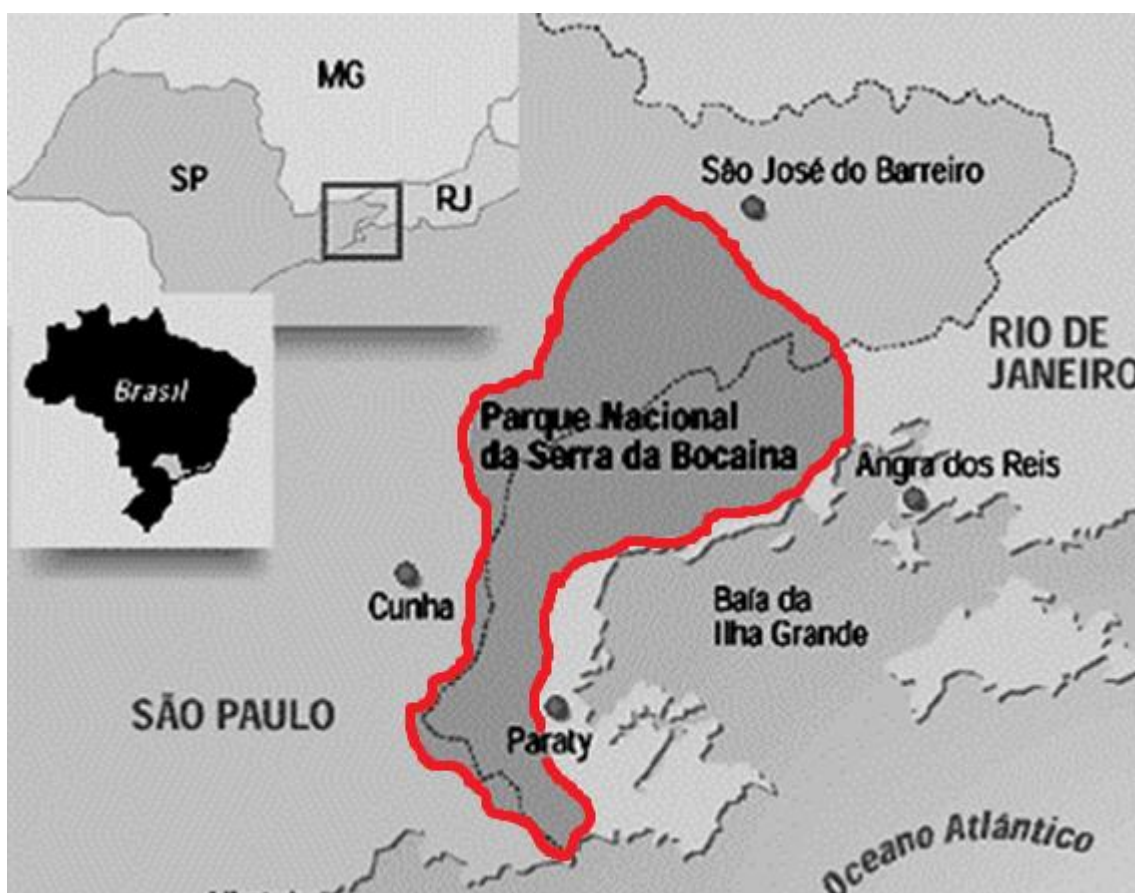 MG
SP
RJ
Brasil
São José do Barreiro
RIO DE
JANEIRO
Parque Nacional
da Serra da Bocaina
Angra dos Reis
Cunha
Baía da
Ilha Grande
SÃO PAULO
Paraty
Oceano Atlántico